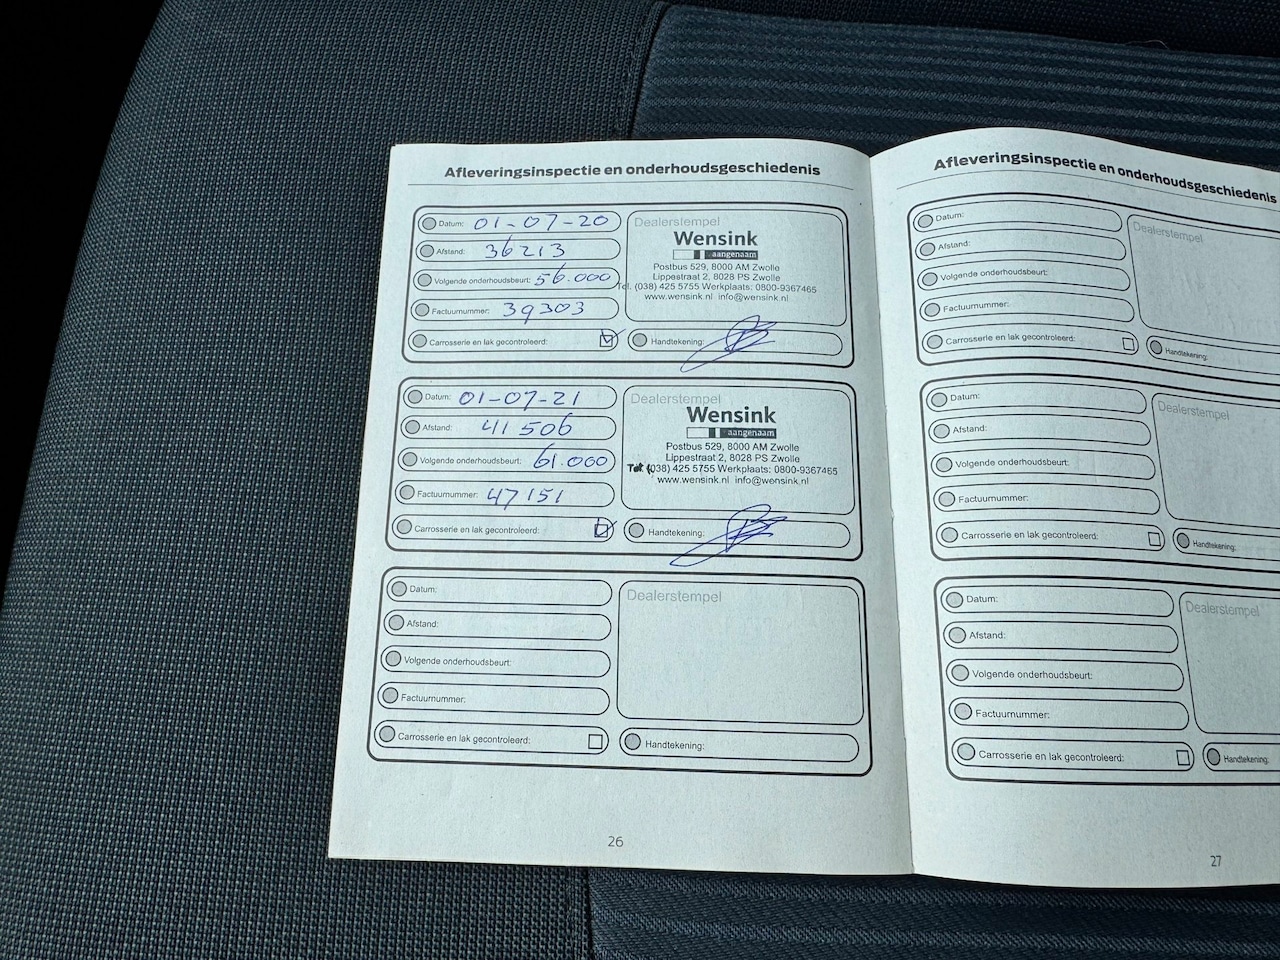 Afleveringsinspectie en onderhoudsgeschiedenis
Datum: 01-07-20
Afstand: 36213
Volgende onderhoudsbeurt: 56.000
Factuurnummer: 39303
Carrosserie en lak gecontroleerd:
Dealerstempel
Wensink
aangenaam
Postbus 529, 8000 AM Zwolle
Lippestraat 2, 8028 PS Zwolle
Tel. (038) 425 5755 Werkplaats: 0800-9367465
www.wensink.nl info@wensink.nl
Handtekening:
Datum: 01-07-21
Afstand: 41506
Volgende onderhoudsbeurt: 61.000
Factuurnummer: 47151
Carrosserie en lak gecontroleerd:
Dealerstempel
Wensink
aangenaam
Postbus 529, 8000 AM Zwolle
Lippestraat 2, 8028 PS Zwolle
Tel. (038) 425 5755 Werkplaats: 0800-9367465
www.wensink.nl info@wensink.nl
Handtekening:
Datum:
Afstand:
Volgende onderhoudsbeurt:
Factuurnummer:
Carrosserie en lak gecontroleerd:
Dealerstempel
Handtekening:
26
Afleveringsinspectie en onderhoudsgeschiedenis
Datum:
Afstand:
Volgende onderhoudsbeurt:
Factuurnummer:
Carrosserie en lak gecontroleerd:
Dealerstempel
Handtekening:
Datum:
Afstand:
Volgende onderhoudsbeurt:
Factuurnummer:
Carrosserie en lak gecontroleerd:
Dealerstempel
Handtekening:
Datum:
Afstand:
Volgende onderhoudsbeurt:
Factuurnummer:
Carrosserie en lak gecontroleerd:
Dealerstempel
Handtekening:
27